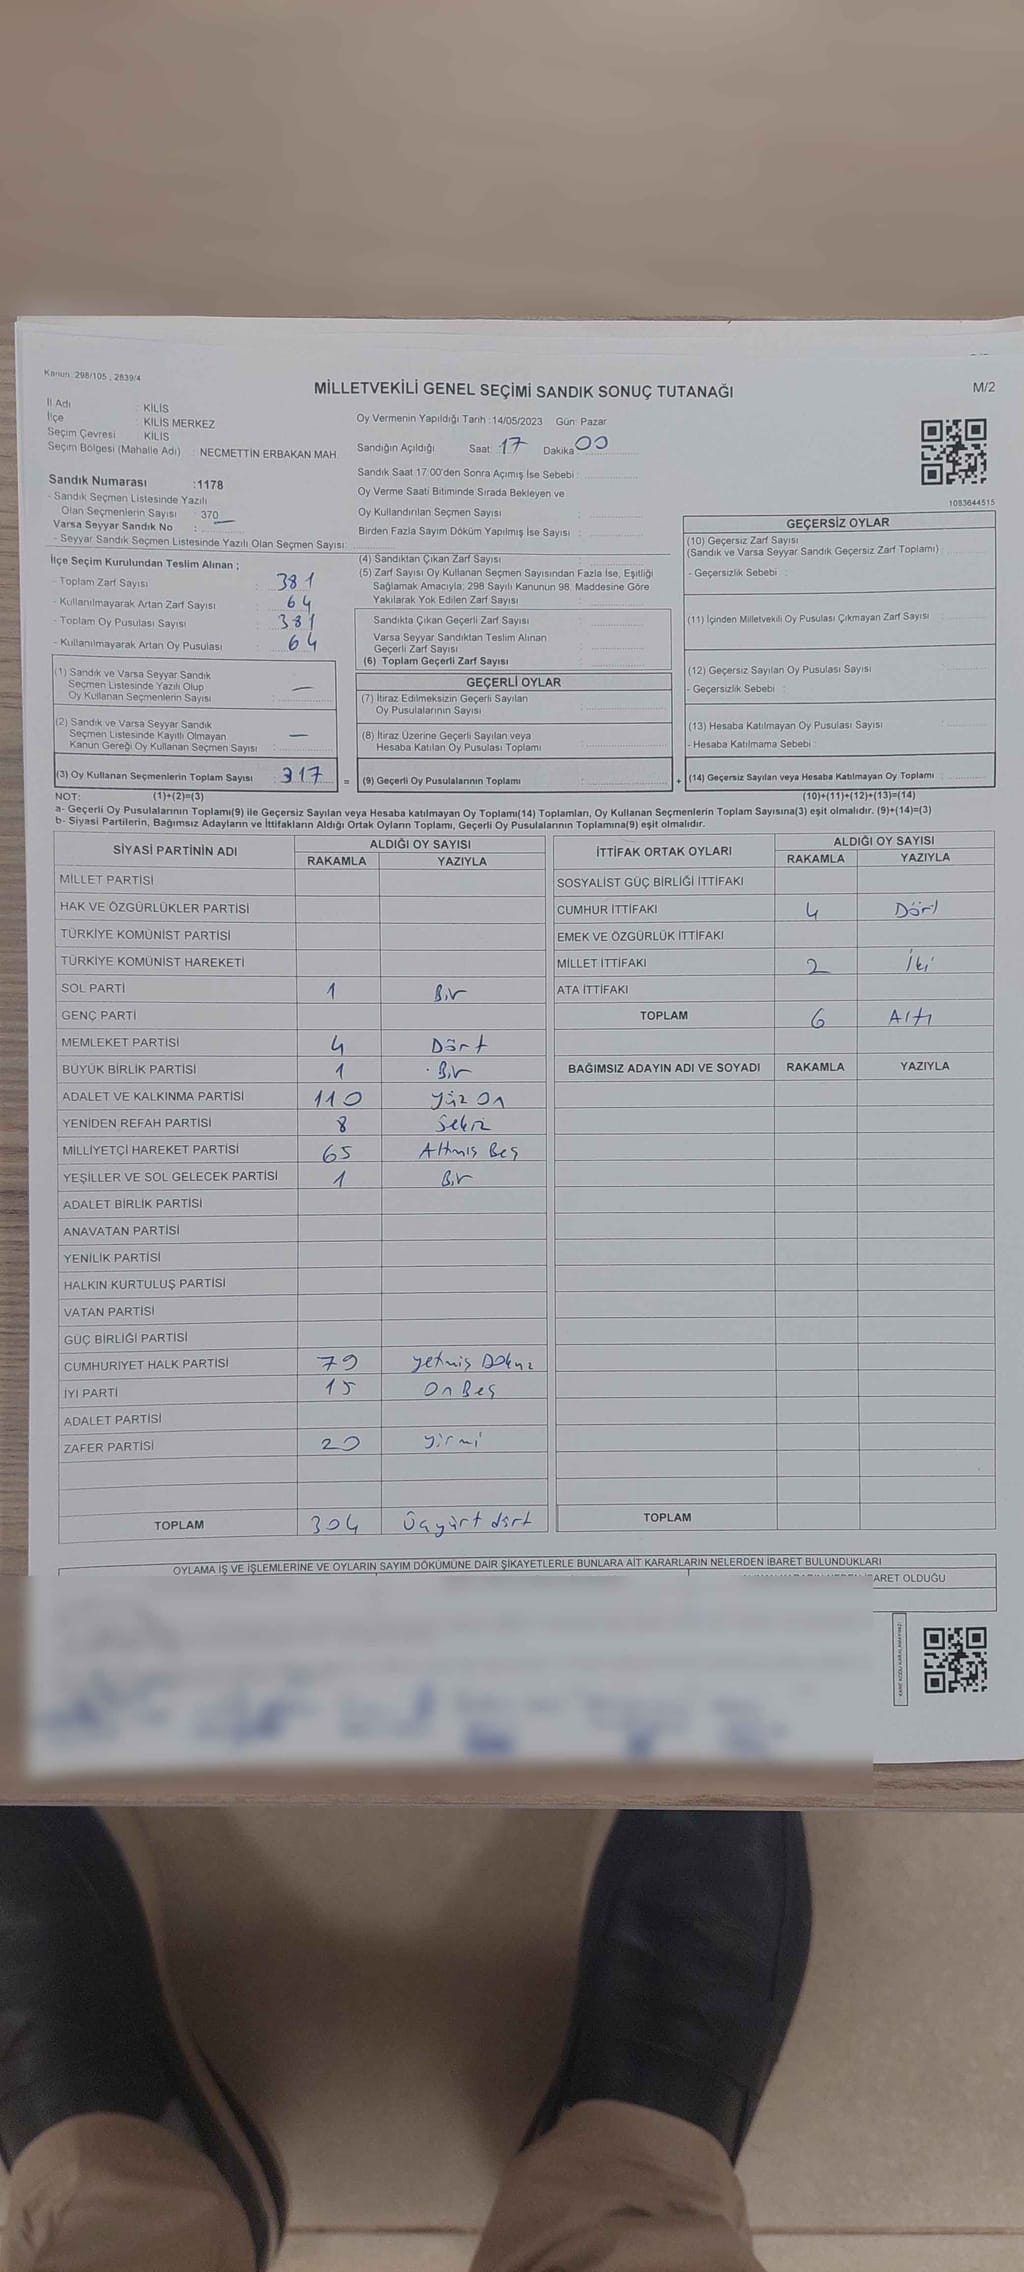 Kanun: 298/105 , 2839/4
MİLLETVEKİLİ GENEL SEÇİMİ SANDIK SONUÇ TUTANAĞI
M/2
İl Adı : KİLİS
İlçe : KİLİS MERKEZ
Seçim Çevresi : KİLİS
Seçim Bölgesi (Mahalle Adı) : NECMETTİN ERBAKAN MAH.
Oy Vermenin Yapıldığı Tarih :14/05/2023 Gün: Pazar
Sandığın Açıldığı Saat: 17 Dakika: 00
Sandık Saat 17:00'den Sonra Açımış İse Sebebi :
Oy Verme Saati Bitiminde Sırada Bekleyen ve
Oy Kullandırılan Seçmen Sayısı :
Birden Fazla Sayım Döküm Yapılmış İse Sayısı :
1083644515
Sandık Numarası :1178
- Sandık Seçmen Listesinde Yazılı
Olan Seçmenlerin Sayısı : 370
Varsa Seyyar Sandık No :
- Seyyar Sandık Seçmen Listesinde Yazılı Olan Seçmen Sayısı:
İlçe Seçim Kurulundan Teslim Alınan ;
- Toplam Zarf Sayısı : 381
- Kullanılmayarak Artan Zarf Sayısı : 64
- Toplam Oy Pusulası Sayısı : 381
- Kullanılmayarak Artan Oy Pusulası : 64
(1) Sandık ve Varsa Seyyar Sandık
Seçmen Listesinde Yazılı Olup
Oy Kullanan Seçmenlerin Sayısı : —
(2) Sandık ve Varsa Seyyar Sandık
Seçmen Listesinde Kayıllı Olmayan
Kanun Gereği Oy Kullanan Seçmen Sayısı : —
(3) Oy Kullanan Seçmenlerin Toplam Sayısı : 317
(4) Sandıktan Çıkan Zarf Sayısı :
(5) Zarf Sayısı Oy Kullanan Seçmen Sayısından Fazla İse, Eşitliği
Sağlamak Amacıyla, 298 Sayılı Kanunun 98. Maddesine Göre
Yakılarak Yok Edilen Zarf Sayısı :
Sandıkta Çıkan Geçerli Zarf Sayısı :
Varsa Seyyar Sandıktan Teslim Alınan
Geçerli Zarf Sayısı :
(6) Toplam Geçerli Zarf Sayısı :
GEÇERLİ OYLAR
(7) İtiraz Edilmeksizin Geçerli Sayılan
Oy Pusulalarının Sayısı :
(8) İtiraz Üzerine Geçerli Sayılan veya
Hesaba Katılan Oy Pusulası Toplamı :
= (9) Geçerli Oy Pusulalarının Toplamı :
GEÇERSİZ OYLAR
(10) Geçersiz Zarf Sayısı
(Sandık ve Varsa Seyyar Sandık Geçersiz Zarf Toplamı) :
- Geçersizlik Sebebi :
(11) İçinden Milletvekili Oy Pusulası Çıkmayan Zarf Sayısı :
(12) Geçersiz Sayılan Oy Pusulası Sayısı :
- Geçersizlik Sebebi :
(13) Hesaba Katılmayan Oy Pusulası Sayısı :
- Hesaba Katılmama Sebebi :
+ (14) Geçersiz Sayılan veya Hesaba Katılmayan Oy Toplamı :
NOT: (1)+(2)=(3)
(10)+(11)+(12)+(13)=(14)
a- Geçerli Oy Pusulalarının Toplamı(9) ile Geçersiz Sayılan veya Hesaba katılmayan Oy Toplamı(14) Toplamları, Oy Kullanan Seçmenlerin Toplam Sayısına(3) eşit olmalıdır. (9)+(14)=(3)
b- Siyasi Partilerin, Bağımsız Adayların ve İttifakların Aldığı Ortak Oyların Toplamı, Geçerli Oy Pusulalarının Toplamına(9) eşit olmalıdır.
SİYASİ PARTİNİN ADI
ALDIĞI OY SAYISI
RAKAMLA YAZIYLA
MİLLET PARTİSİ
HAK VE ÖZGÜRLÜKLER PARTİSİ
TÜRKİYE KOMÜNİST PARTİSİ
TÜRKİYE KOMÜNİST HAREKETİ
SOL PARTİ 1 Bir
GENÇ PARTİ
MEMLEKET PARTİSİ 4 Dört
BÜYÜK BİRLİK PARTİSİ 1 Bir
ADALET VE KALKINMA PARTİSİ 110 Yüz On
YENİDEN REFAH PARTİSİ 8 Sekiz
MİLLİYETÇİ HAREKET PARTİSİ 65 Altmış Beş
YEŞİLLER VE SOL GELECEK PARTİSİ 1 Bir
ADALET BİRLİK PARTİSİ
ANAVATAN PARTİSİ
YENİLİK PARTİSİ
HALKIN KURTULUŞ PARTİSİ
VATAN PARTİSİ
GÜÇ BİRLİĞİ PARTİSİ
CUMHURİYET HALK PARTİSİ 79 Yetmiş Dokuz
İYİ PARTİ 15 On Beş
ADALET PARTİSİ
ZAFER PARTİSİ 20 Yirmi
TOPLAM 304 Üçyürt dört
İTTİFAK ORTAK OYLARI
ALDIĞI OY SAYISI
RAKAMLA YAZIYLA
SOSYALİST GÜÇ BİRLİĞİ İTTİFAKI
CUMHUR İTTİFAKI 4 Dört
EMEK VE ÖZGÜRLÜK İTTİFAKI
MİLLET İTTİFAKI 2 İki
ATA İTTİFAKI
TOPLAM 6 Altı
BAĞIMSIZ ADAYIN ADI VE SOYADI RAKAMLA YAZIYLA
TOPLAM
OYLAMA İŞ VE İŞLEMLERİNE VE OYLARIN SAYIM DÖKÜMÜNE DAİR ŞİKAYETLERLE BUNLARA AİT KARARLARIN NELERDEN İBARET BULUNDUKLARI
OLDUĞU
KARE KODU KARALAMAYINIZ